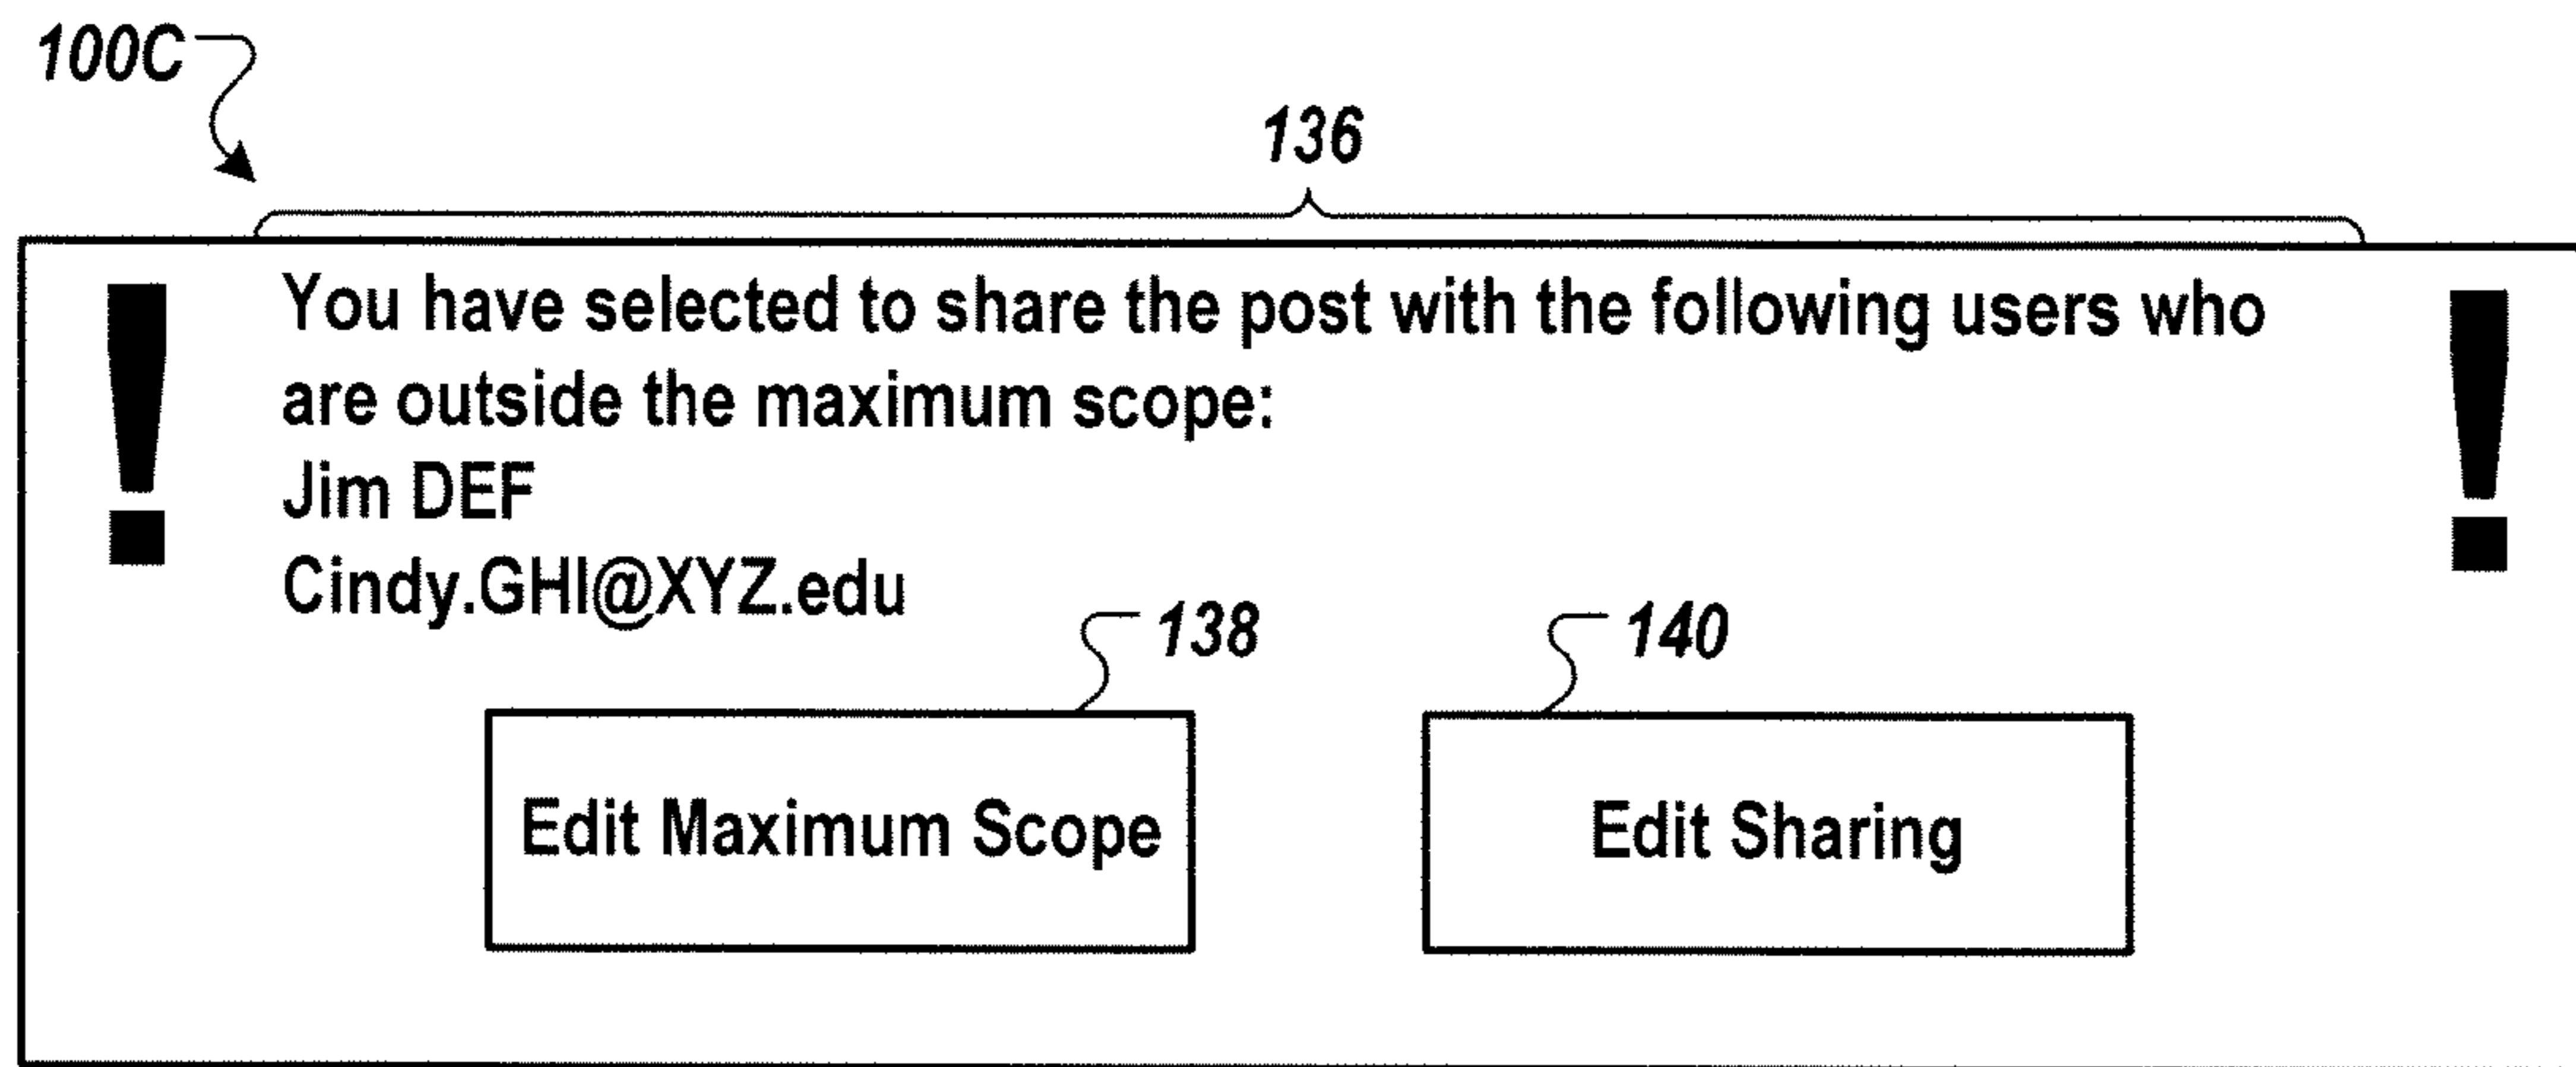 100C
136
! You have selected to share the post with the following users who !
are outside the maximum scope:
Jim DEF
Cindy.GHI@XYZ.edu
138
140
Edit Maximum Scope
Edit Sharing